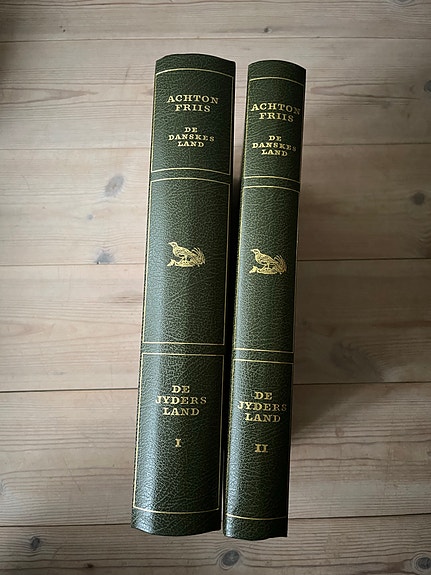 ACHTON
FRIIS
DE
DANSKES
LAND
DE
JYDERS
LAND
I
ACHTON
FRIIS
DE
DANSKES
LAND
DE
JYDERS
LAND
II